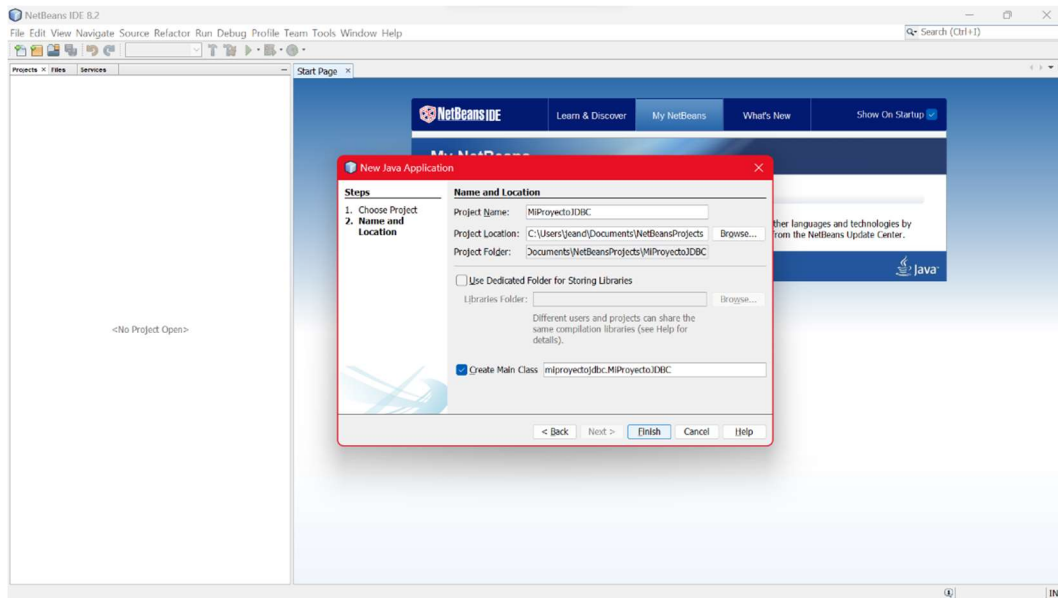 NetBeans IDE 8.2
File Edit View Navigate Source Refactor Run Debug Profile Team Tools Window Help
Search (Ctrl+I)
Projects Files Services
Start Page
NetBeans IDE
Learn & Discover
My NetBeans
What's New
Show On Startup
My NetBeans
New Java Application
Steps
1. Choose Project
2. Name and Location
Name and Location
Project Name: MiProyectoJDBC
Project Location: C:\Users\jeand\Documents\NetBeansProjects Browse...
Project Folder: Documents\NetBeansProjects\MiProyectoJDBC
Use Dedicated Folder for Storing Libraries
Libraries Folder: Browse...
Different users and projects can share the
same compilation libraries (see Help for
details).
Create Main Class miproyectojdbc.MiProyectoJDBC
< Back Next > Finish Cancel Help
ther languages and technologies by
from the NetBeans Update Center.
Java
<No Project Open>
IN